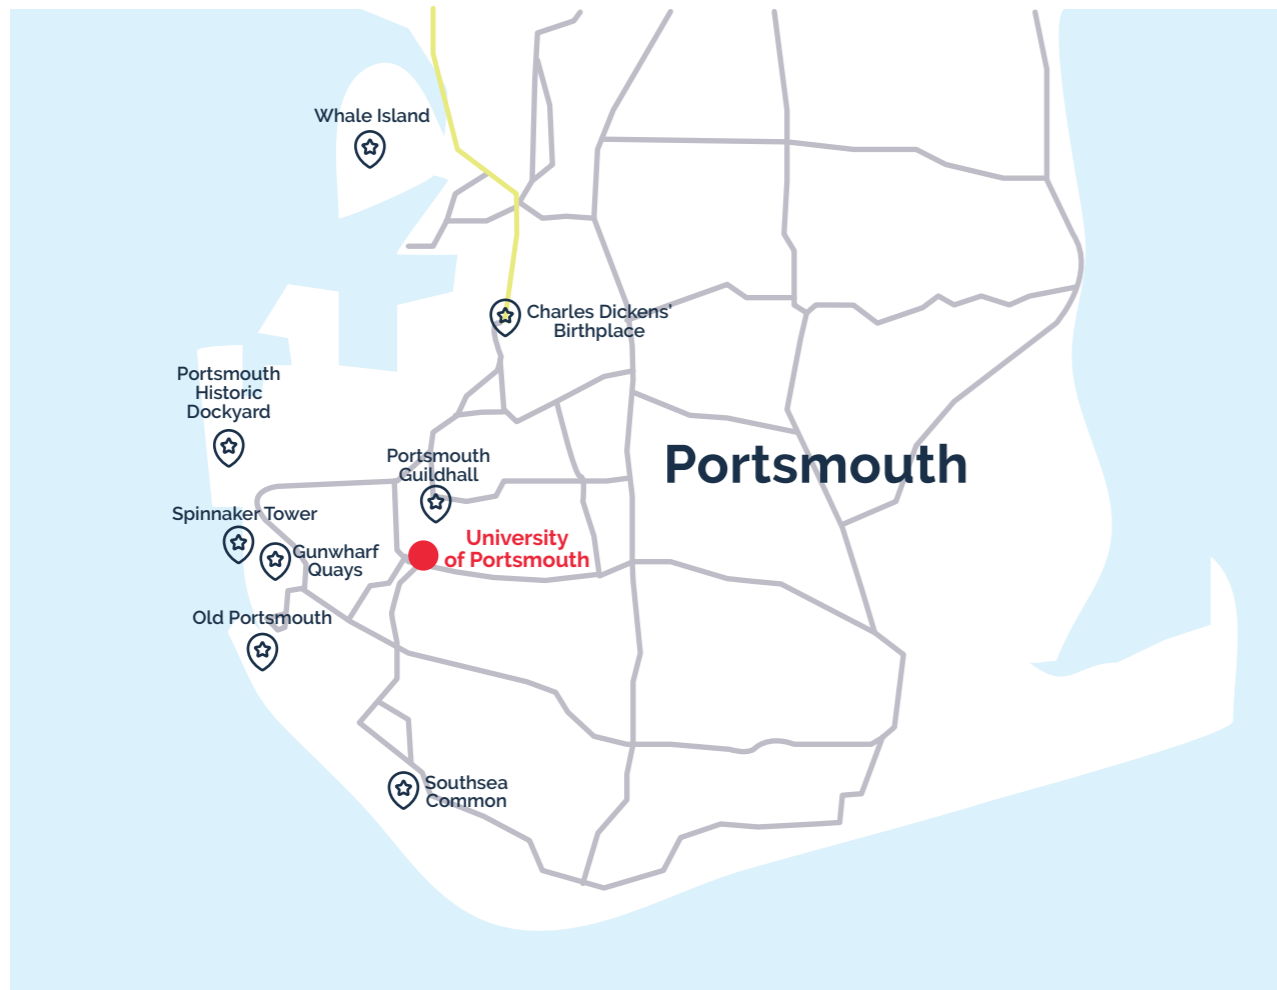 Whale Island
Charles Dickens'
Birthplace
Portsmouth
Historic
Dockyard
Portsmouth
Guildhall
Portsmouth
Spinnaker Tower
University
of Portsmouth
Gunwharf
Quays
Old Portsmouth
Southsea
Common